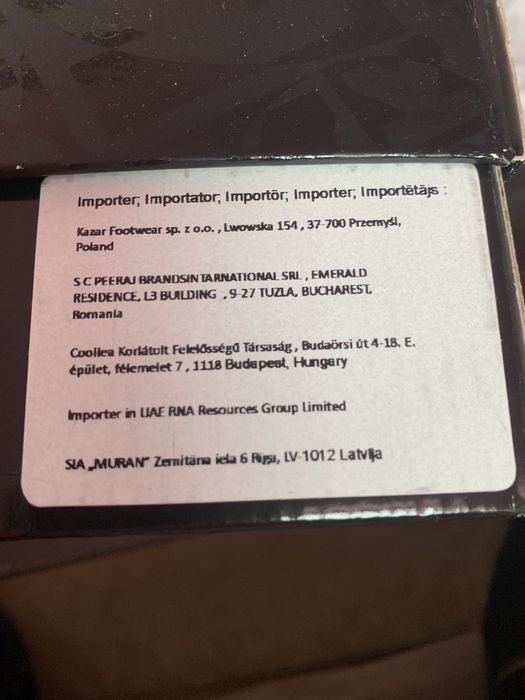 Importer; Importator; Importőr; Importer; Importētājs :
Kazar Footwear sp. z o.o. , Lwowska 154 , 37-700 Przemyśl,
Poland
S C PEERAJ BRANDSINTARNATIONAL SRL , EMERALD
RESIDENCE, L3 BUILDING , 9-27 TUZLA, BUCHAREST,
Romania
Coollea Korlátolt Felelősségű Társaság , Budaörsi út 4-18. E.
épület, félemelet 7 , 1118 Budapest, Hungary
Importer in UAE RNA Resources Group Limited
SIA „MURAN” Zernitāna iela 6 Riga, LV-1012 Latvija